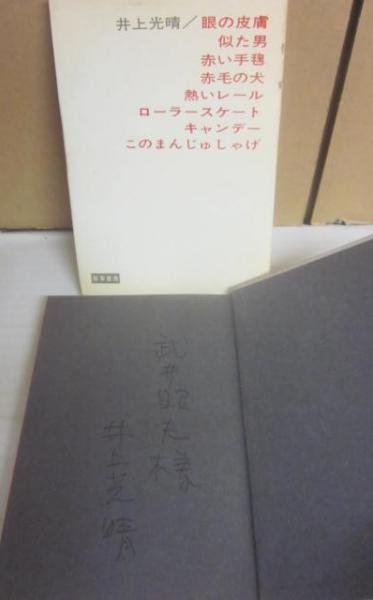 井上光晴／眼の皮膚
似た男
赤い手毬
赤毛の犬
熱いレール
ローラースケート
キャンデー
このまんじゅしゃげ
武井昭夫様
井上光晴